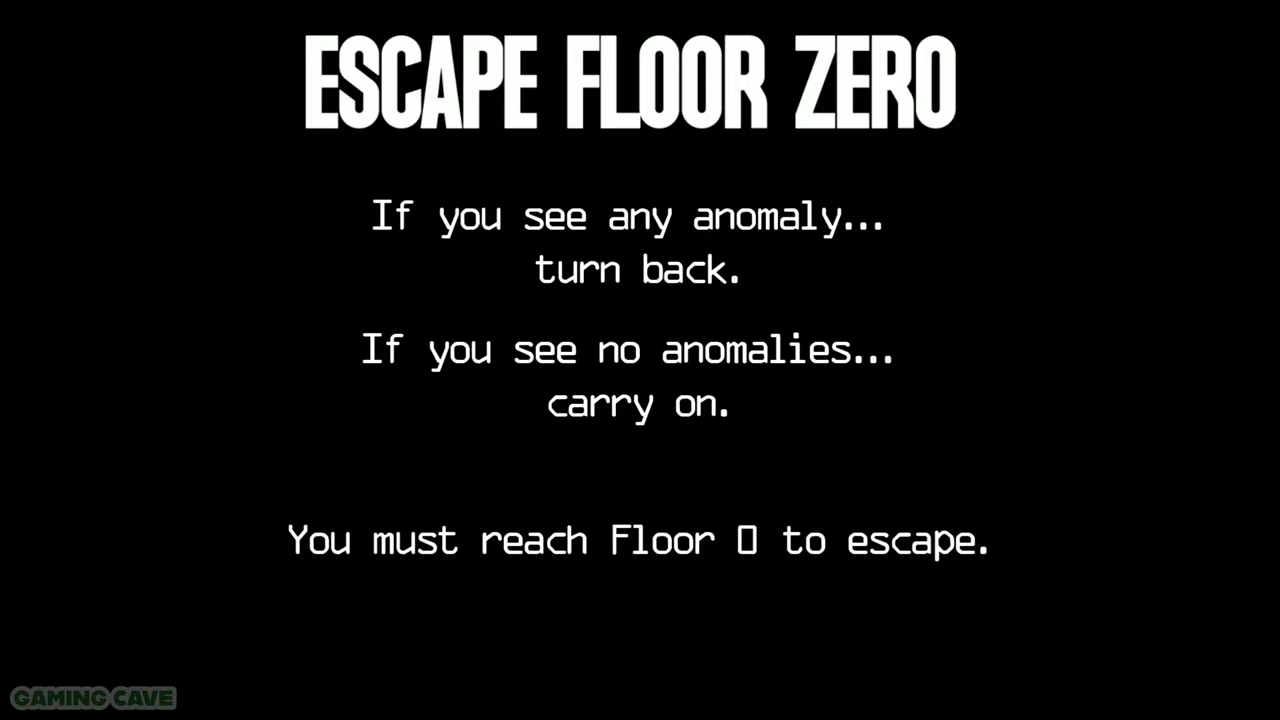 ESCAPE FLOOR ZERO
If you see any anomaly...
turn back.
If you see no anomalies...
carry on.
You must reach Floor 0 to escape.
GAMING CAVE